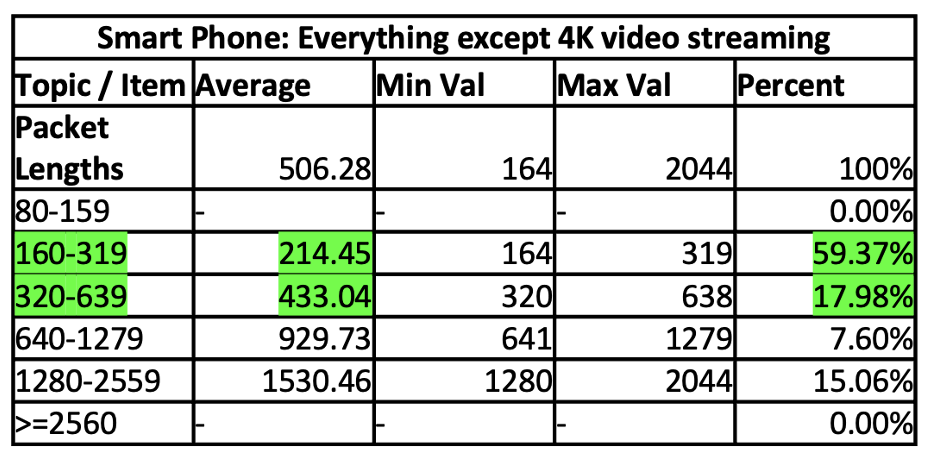 Smart Phone: Everything except 4K video streaming
Topic / Item Average Min Val Max Val Percent
Packet
Lengths 506.28 164 2044 100%
80-159 - - - 0.00%
160-319 214.45 164 319 59.37%
320-639 433.04 320 638 17.98%
640-1279 929.73 641 1279 7.60%
1280-2559 1530.46 1280 2044 15.06%
>=2560 - - - 0.00%